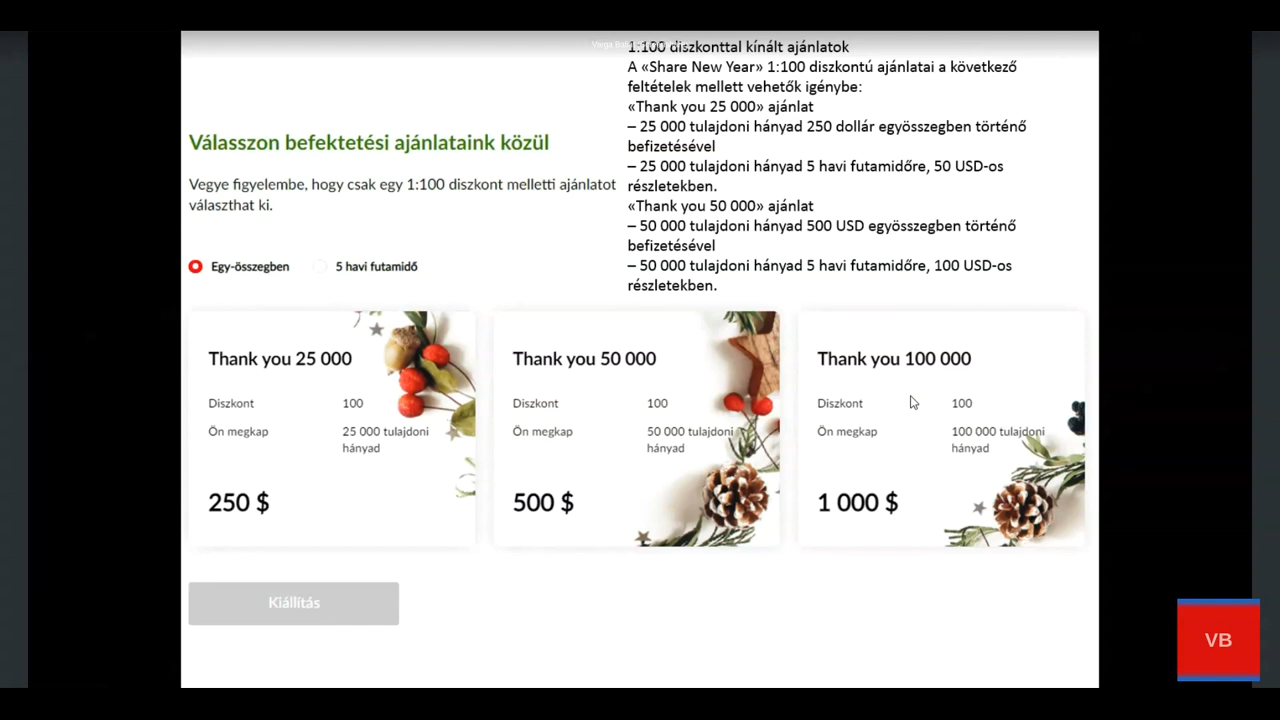 1:100 diszkonttal kínált ajánlatok
A «Share New Year» 1:100 diszkontú ajánlatai a következő
feltételek mellett vehetők igénybe:
«Thank you 25 000» ajánlat
– 25 000 tulajdoni hányad 250 dollár egyösszegben történő
befizetésével
– 25 000 tulajdoni hányad 5 havi futamidőre, 50 USD-os
részletekben.
«Thank you 50 000» ajánlat
– 50 000 tulajdoni hányad 500 USD egyösszegben történő
befizetésével
– 50 000 tulajdoni hányad 5 havi futamidőre, 100 USD-os
részletekben.
Válasszon befektetési ajánlataink közül
Vegye figyelembe, hogy csak egy 1:100 diszkont melletti ajánlatot
választhat ki.
Egy-összegben 5 havi futamidő
Thank you 25 000
Diszkont 100
Ön megkap 25 000 tulajdoni
hányad
250 $
Thank you 50 000
Diszkont 100
Ön megkap 50 000 tulajdoni
hányad
500 $
Thank you 100 000
Diszkont 100
Ön megkap 100 000 tulajdoni
hányad
1 000 $
Kiállítás
VB